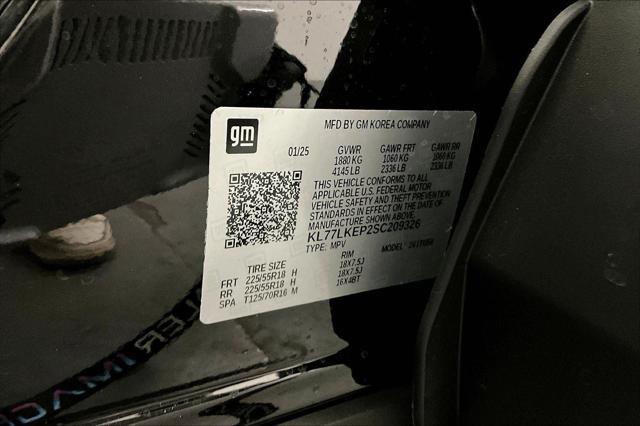 gm
MFD BY GM KOREA COMPANY
01/25 GVWR GAWR FRT GAWR RR
1880 KG 1060 KG 1060 KG
4145 LB 2336 LB 2336 LB
THIS VEHICLE CONFORMS TO ALL
APPLICABLE U.S. FEDERAL MOTOR
VEHICLE SAFETY AND THEFT PREVENTION
STANDARDS IN EFFECT ON THE DATE OF
MANUFACTURE SHOWN ABOVE.
KL77LKEP2SC209326
TYPE: MPV MODEL:
TIRE SIZE RIM
FRT 225/55R18 H 18X7.5J
RR 225/55R18 H 18X7.5J
SPA T125/70R16 M 16X4BT